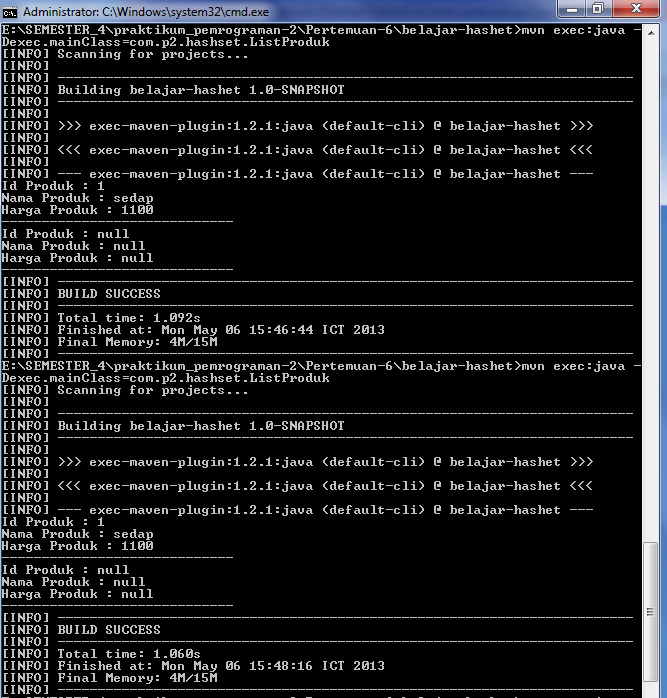 Administrator: C:\Windows\system32\cmd.exe
E:\SEMESTER_4\praktikum_pemrograman-2\Pertemuan-6\belajar-hashet>mvn exec:java -
Dexec.mainClass=com.p2.hashset.ListProduk
[INFO] Scanning for projects...
[INFO]
[INFO] ------------------------------------------------------------------------
[INFO] Building belajar-hashet 1.0-SNAPSHOT
[INFO] ------------------------------------------------------------------------
[INFO]
[INFO] >>> exec-maven-plugin:1.2.1:java (default-cli) @ belajar-hashet >>>
[INFO]
[INFO] <<< exec-maven-plugin:1.2.1:java (default-cli) @ belajar-hashet <<<
[INFO]
[INFO] --- exec-maven-plugin:1.2.1:java (default-cli) @ belajar-hashet ---
Id Produk : 1
Nama Produk : sedap
Harga Produk : 1100
-----------------------------
Id Produk : null
Nama Produk : null
Harga Produk : null
-----------------------------
[INFO] ------------------------------------------------------------------------
[INFO] BUILD SUCCESS
[INFO] ------------------------------------------------------------------------
[INFO] Total time: 1.092s
[INFO] Finished at: Mon May 06 15:46:44 ICT 2013
[INFO] Final Memory: 4M/15M
[INFO] ------------------------------------------------------------------------
E:\SEMESTER_4\praktikum_pemrograman-2\Pertemuan-6\belajar-hashet>mvn exec:java -
Dexec.mainClass=com.p2.hashset.ListProduk
[INFO] Scanning for projects...
[INFO]
[INFO] ------------------------------------------------------------------------
[INFO] Building belajar-hashet 1.0-SNAPSHOT
[INFO] ------------------------------------------------------------------------
[INFO]
[INFO] >>> exec-maven-plugin:1.2.1:java (default-cli) @ belajar-hashet >>>
[INFO]
[INFO] <<< exec-maven-plugin:1.2.1:java (default-cli) @ belajar-hashet <<<
[INFO]
[INFO] --- exec-maven-plugin:1.2.1:java (default-cli) @ belajar-hashet ---
Id Produk : 1
Nama Produk : sedap
Harga Produk : 1100
-----------------------------
Id Produk : null
Nama Produk : null
Harga Produk : null
-----------------------------
[INFO] ------------------------------------------------------------------------
[INFO] BUILD SUCCESS
[INFO] ------------------------------------------------------------------------
[INFO] Total time: 1.060s
[INFO] Finished at: Mon May 06 15:48:16 ICT 2013
[INFO] Final Memory: 4M/15M
[INFO] ------------------------------------------------------------------------